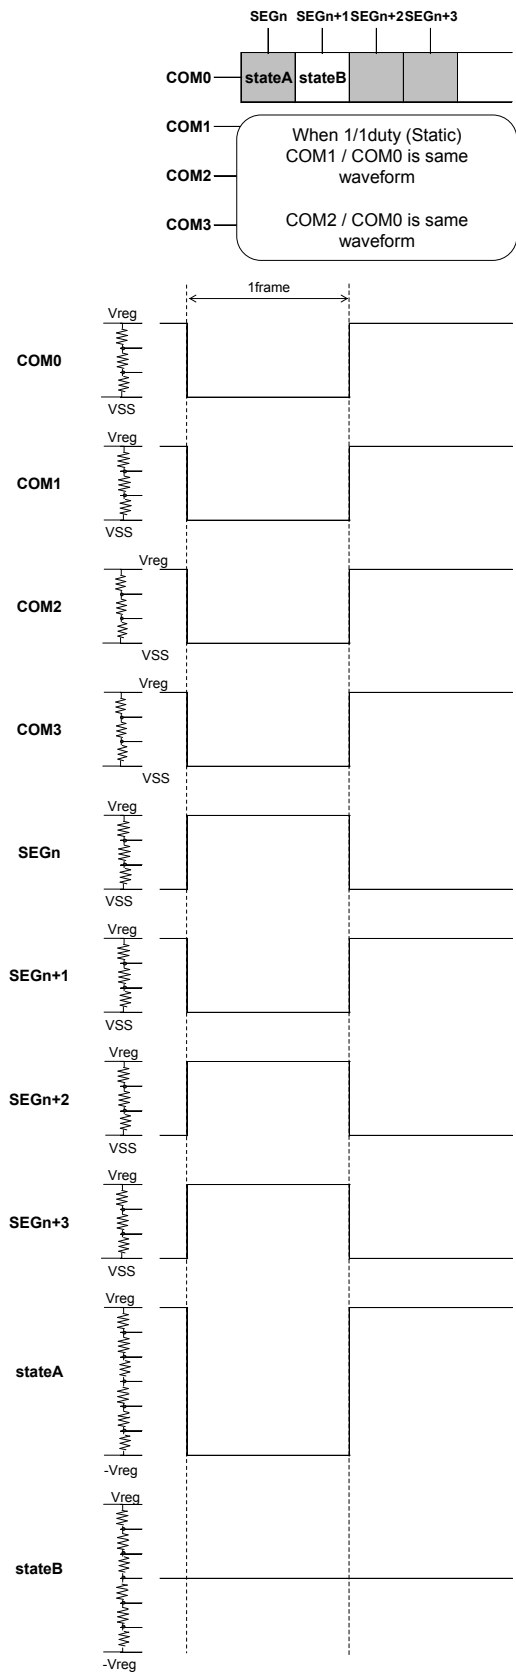 SEGn SEGn+1 SEGn+2 SEGn+3
COM0 stateA stateB
COM1
COM2
COM3
When 1/1duty (Static)
COM1 / COM0 is same
waveform
COM2 / COM0 is same
waveform
1frame
Vreg
COM0
VSS
Vreg
COM1
VSS
Vreg
COM2
VSS
Vreg
COM3
VSS
Vreg
SEGn
VSS
Vreg
SEGn+1
VSS
Vreg
SEGn+2
VSS
Vreg
SEGn+3
VSS
Vreg
stateA
-Vreg
Vreg
stateB
-Vreg